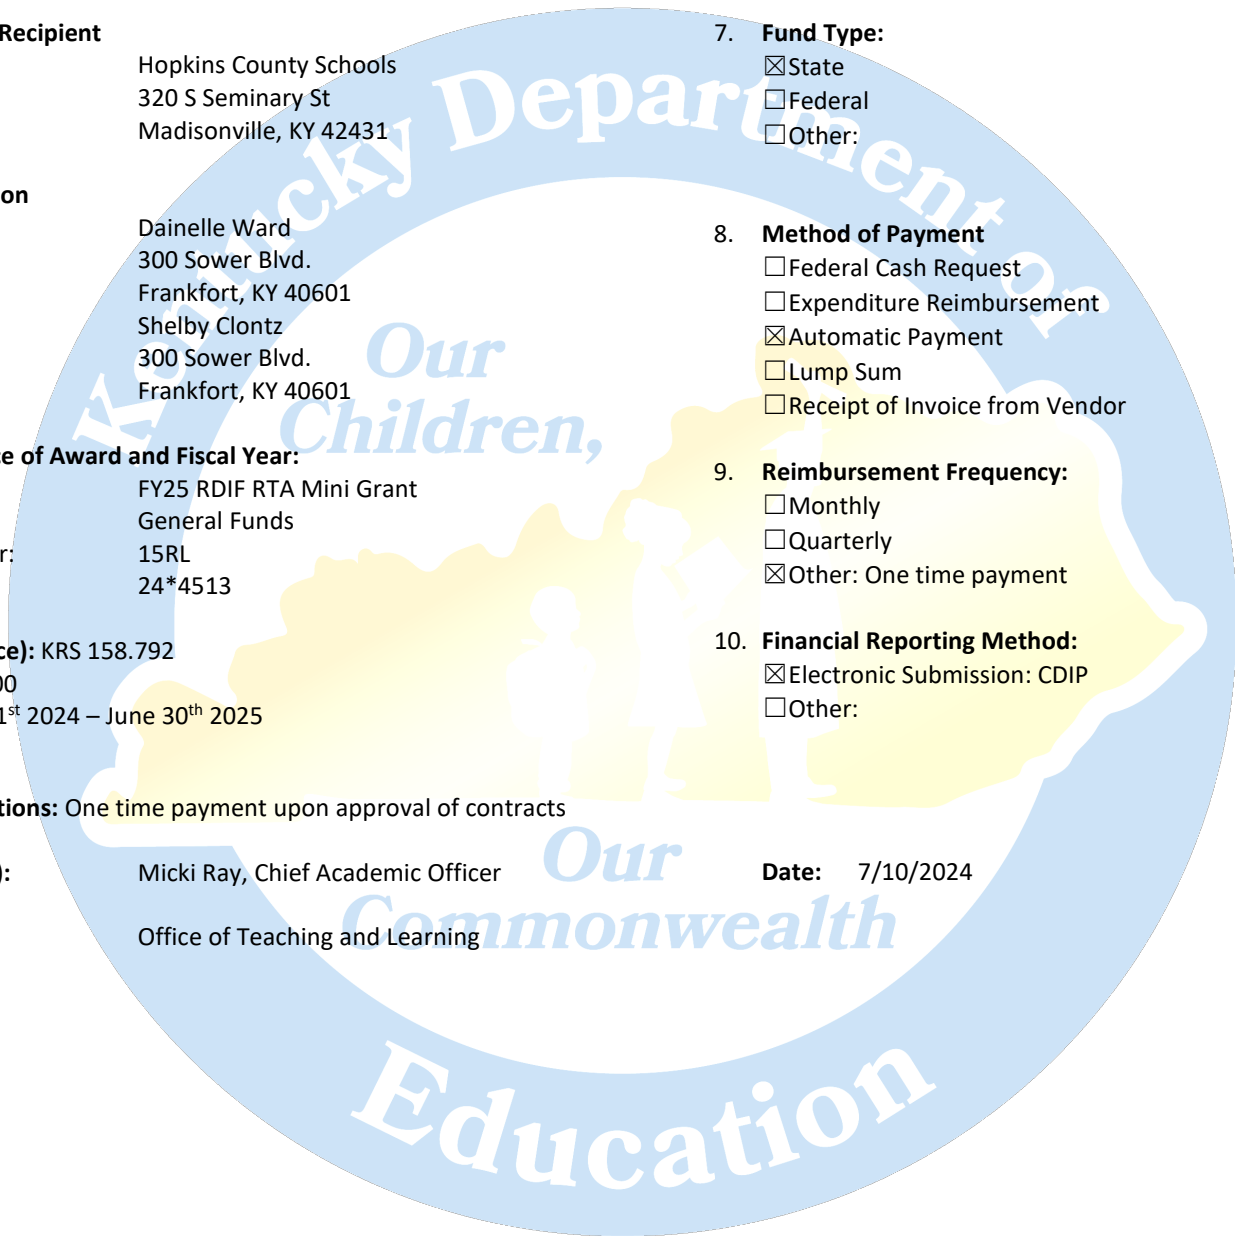 Recipient
Hopkins County Schools
320 S Seminary St
Madisonville, KY 42431
on
Dainelle Ward
300 Sower Blvd.
Frankfort, KY 40601
Shelby Clontz
300 Sower Blvd.
Frankfort, KY 40601
ce of Award and Fiscal Year:
FY25 RDIF RTA Mini Grant
General Funds
r: 15RL
24*4513
ce): KRS 158.792
00
1st 2024 – June 30th 2025
tions: One time payment upon approval of contracts
): Micki Ray, Chief Academic Officer
Office of Teaching and Learning
7. Fund Type:
☒State
☐Federal
☐Other:
8. Method of Payment
☐Federal Cash Request
☐Expenditure Reimbursement
☒Automatic Payment
☐Lump Sum
☐Receipt of Invoice from Vendor
9. Reimbursement Frequency:
☐Monthly
☐Quarterly
☒Other: One time payment
10. Financial Reporting Method:
☒Electronic Submission: CDIP
☐Other:
Date: 7/10/2024
Kentucky Department of
Education
Our
Children,
Our
Commonwealth